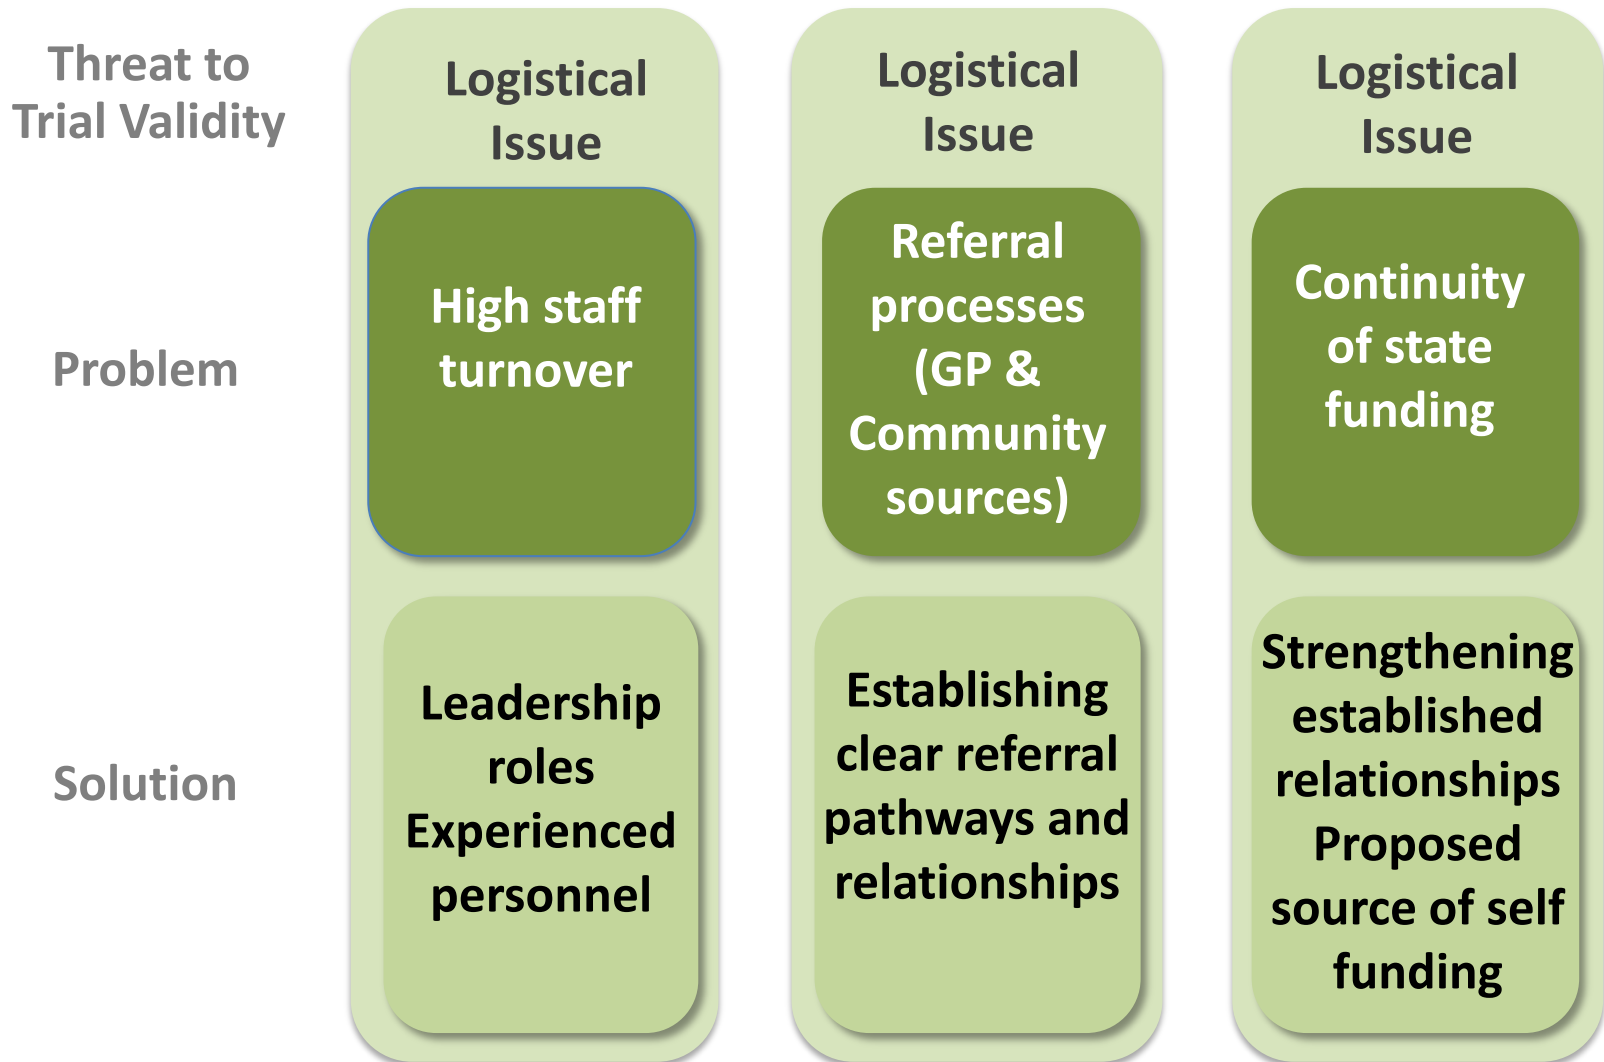 Threat to
Trial Validity
Logistical
Issue
Logistical
Issue
Logistical
Issue
Problem
High staff
turnover
Referral
processes
(GP &
Community
sources)
Continuity
of state
funding
Solution
Leadership
roles
Experienced
personnel
Establishing
clear referral
pathways and
relationships
Strengthening
established
relationships
Proposed
source of self
funding